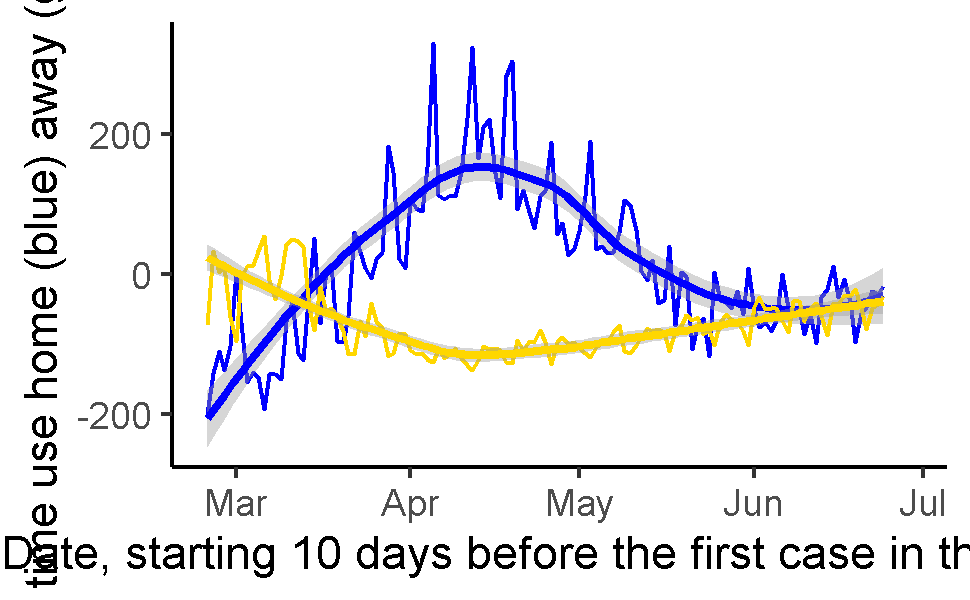 time use home (blue) away (
200
0
-200
Mar Apr May Jun Jul
Date, starting 10 days before the first case in th